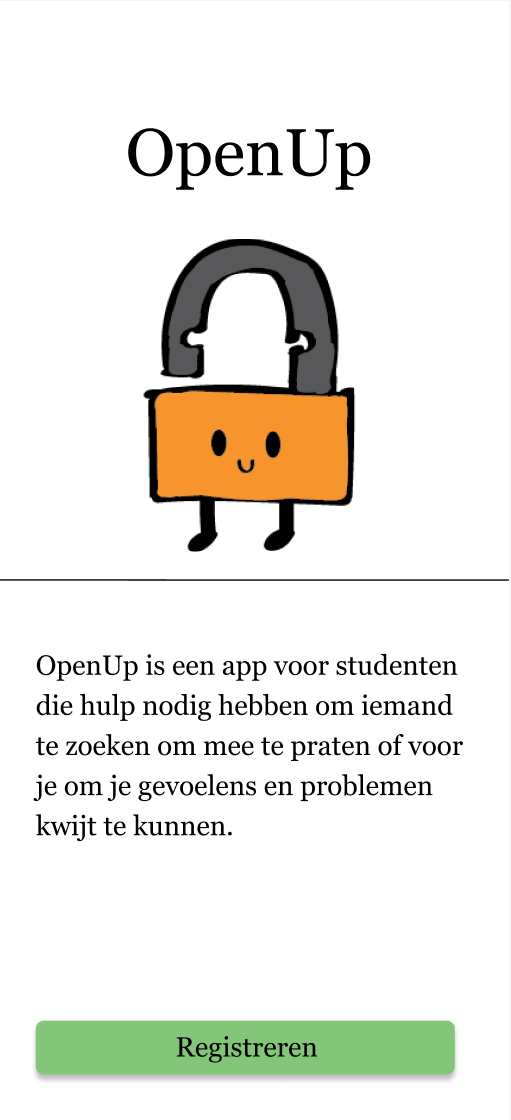 OpenUp
OpenUp is een app voor studenten
die hulp nodig hebben om iemand
te zoeken om mee te praten of voor
je om je gevoelens en problemen
kwijt te kunnen.
Registreren